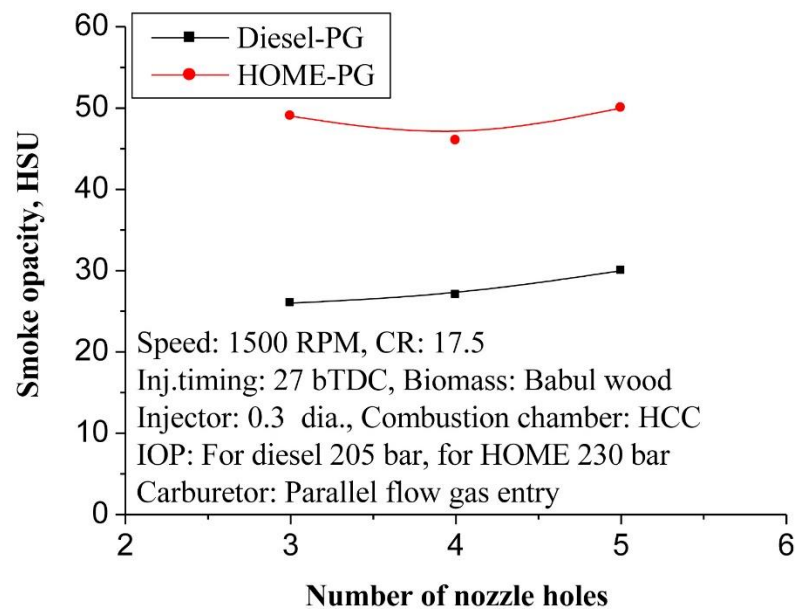 60
50
40
30
20
10
0
Smoke opacity, HSU
Diesel-PG
HOME-PG
Speed: 1500 RPM, CR: 17.5
Inj.timing: 27 bTDC, Biomass: Babul wood
Injector: 0.3 dia., Combustion chamber: HCC
IOP: For diesel 205 bar, for HOME 230 bar
Carburetor: Parallel flow gas entry
2 3 4 5 6
Number of nozzle holes